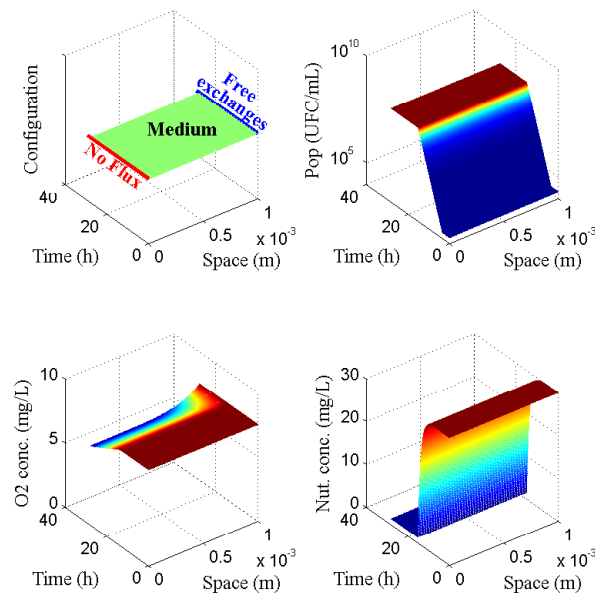 Configuration
Free
exchanges
Medium
No Flux
40
20
0
Time (h)
0
0.5
1
x 10^-3
Space (m)
Pop (UFC/mL)
10^10
10^5
40
20
0
Time (h)
0
0.5
1
x 10^-3
Space (m)
O2 conc. (mg/L)
10
5
0
40
20
0
Time (h)
0
0.5
1
x 10^-3
Space (m)
Nut. conc. (mg/L)
30
20
10
0
40
20
0
Time (h)
0
0.5
1
x 10^-3
Space (m)